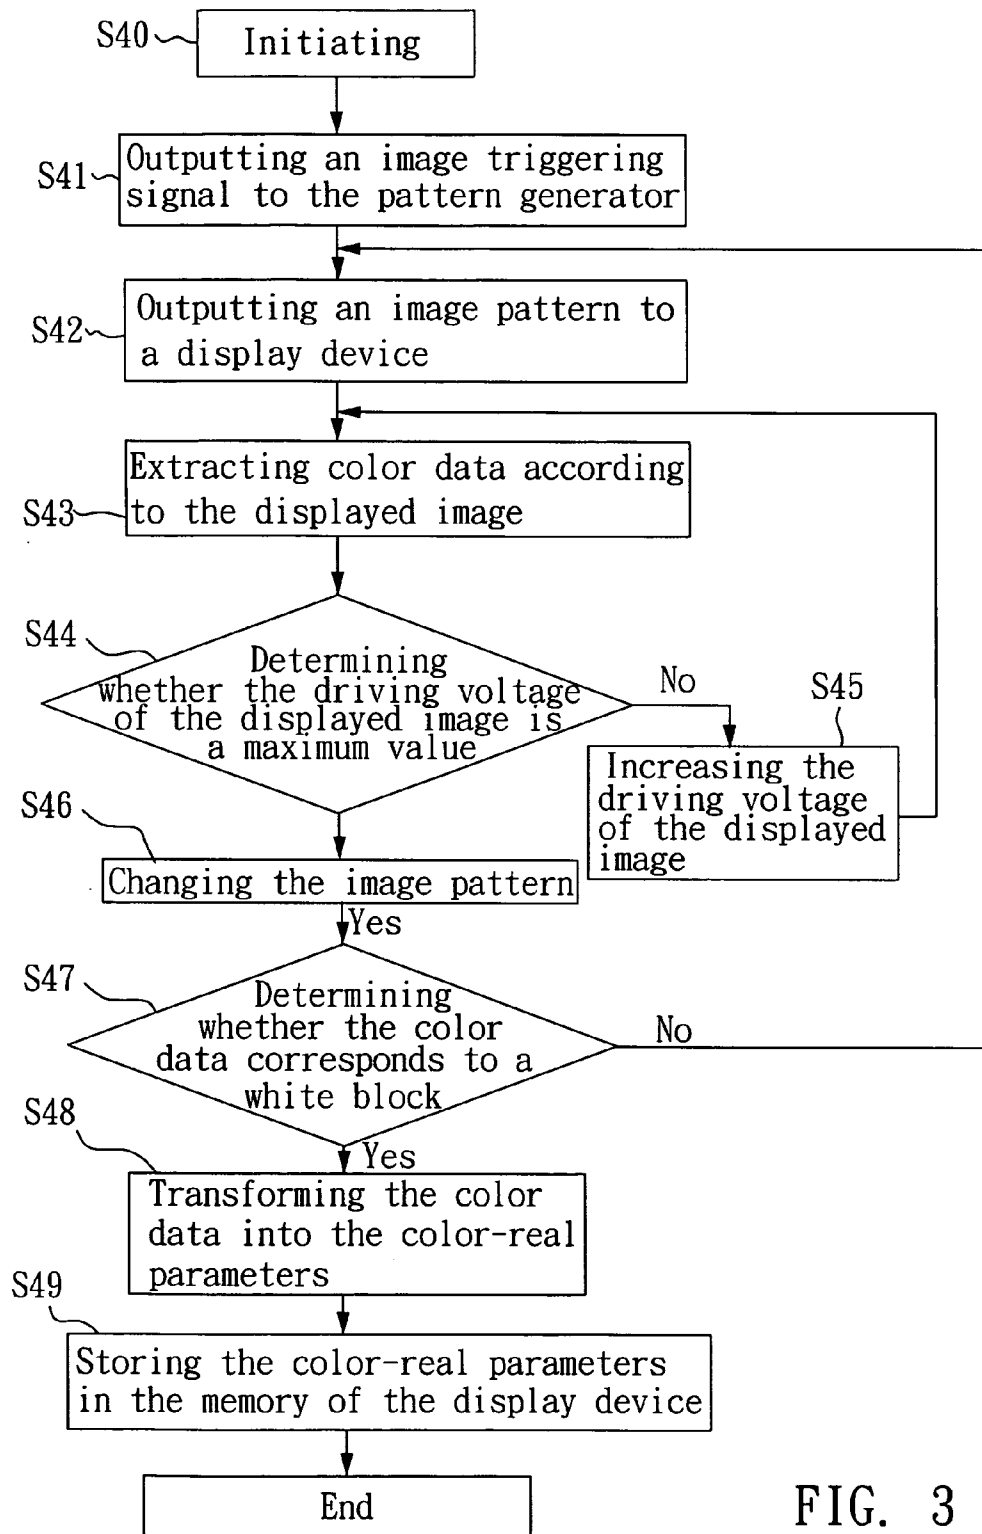 S40
Initiating
S41
Outputting an image triggering
signal to the pattern generator
S42
Outputting an image pattern to
a display device
S43
Extracting color data according
to the displayed image
S44
Determining
whether the driving voltage
of the displayed image is
a maximum value
No
S45
Increasing the
driving voltage
of the displayed
image
S46
Changing the image pattern
Yes
S47
Determining
whether the color
data corresponds to a
white block
No
S48
Yes
Transforming the color
data into the color-real
parameters
S49
Storing the color-real parameters
in the memory of the display device
End
FIG. 3